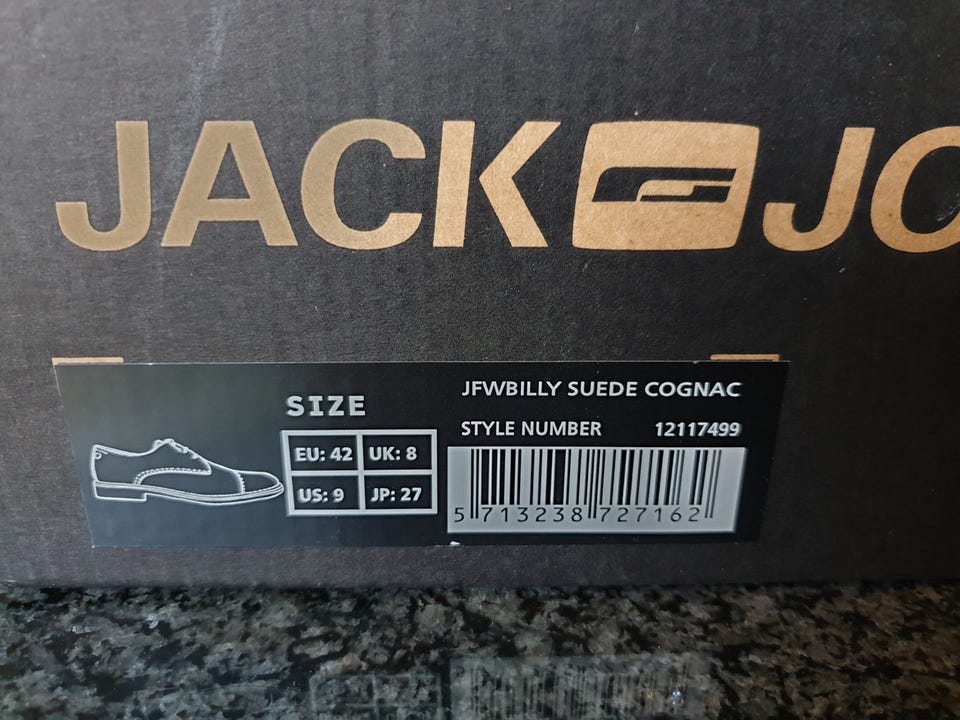 JACK JO
JFWBILLY SUEDE COGNAC
SIZE
STYLE NUMBER 12117499
EU: 42 UK: 8
US: 9 JP: 27
5 713238 727162